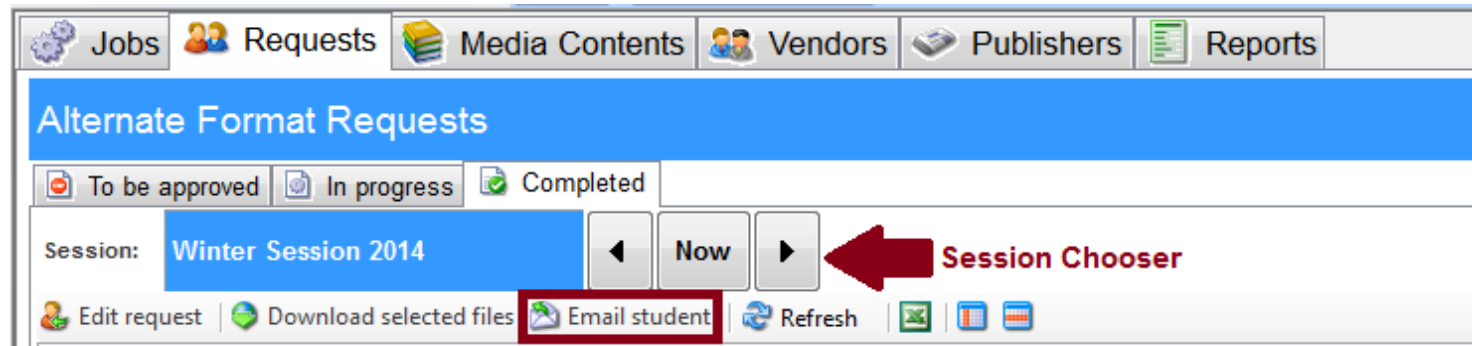 Jobs Requests Media Contents Vendors Publishers Reports
Alternate Format Requests
To be approved In progress Completed
Session: Winter Session 2014 Now Session Chooser
Edit request Download selected files Email student Refresh